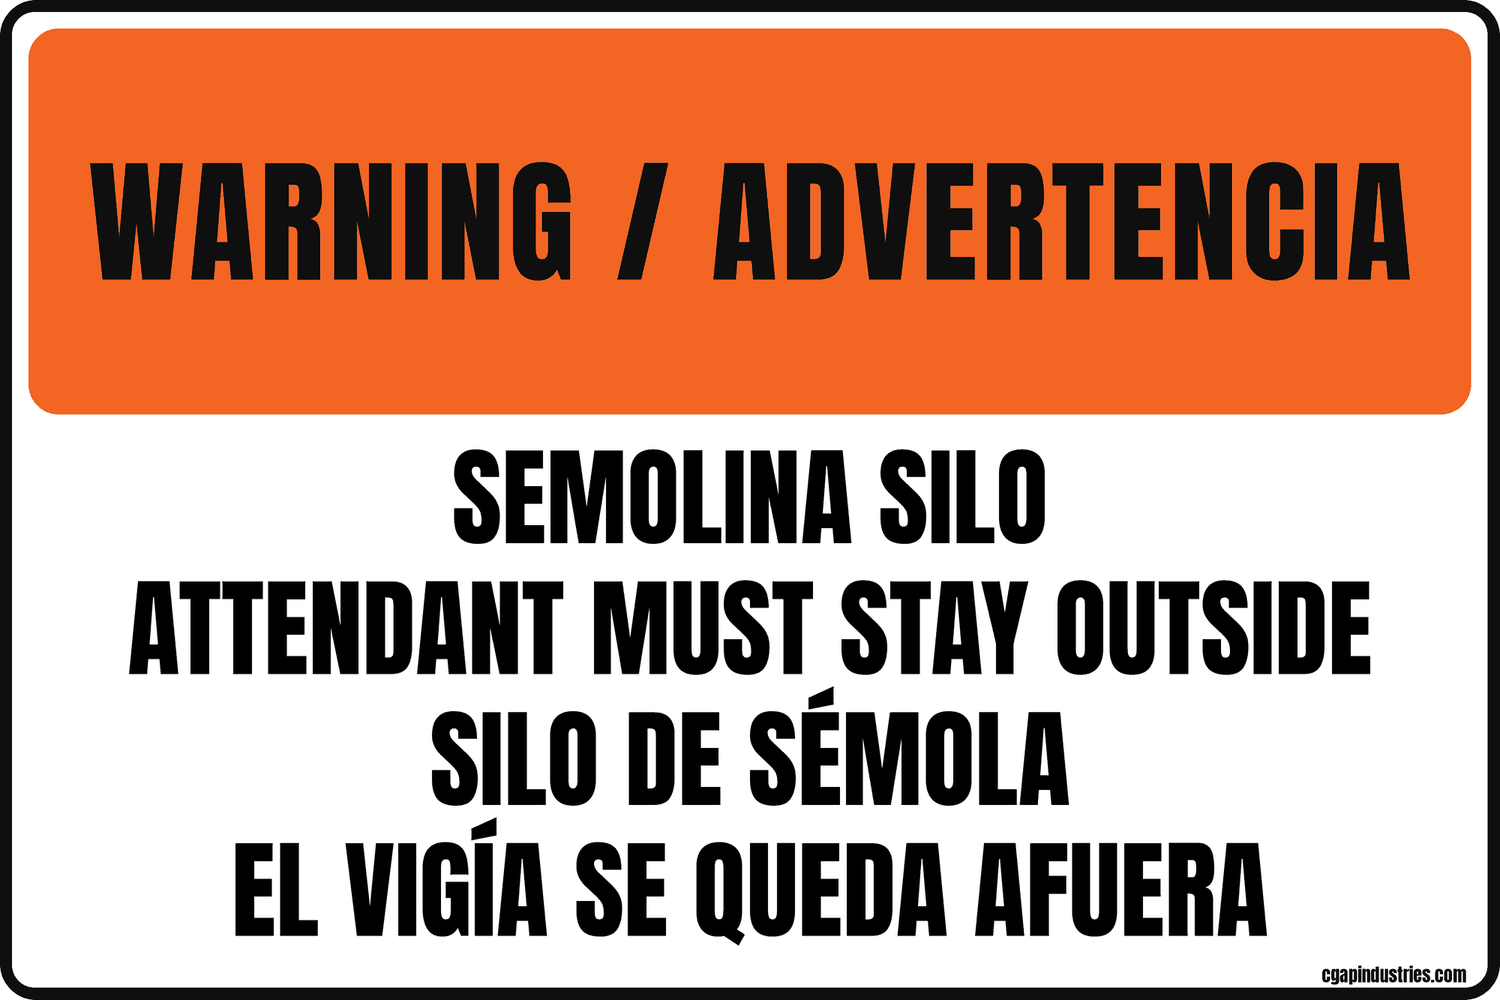 WARNING / ADVERTENCIA
SEMOLINA SILO
ATTENDANT MUST STAY OUTSIDE
SILO DE SÉMOLA
EL VIGÍA SE QUEDA AFUERA
cgapindustries.com